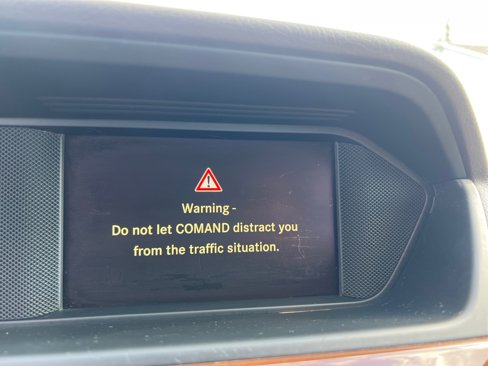 Warning -
Do not let COMAND distract you
from the traffic situation.